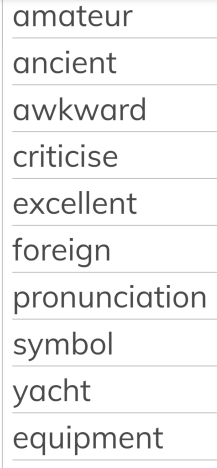 amateur
ancient
awkward
criticise
excellent
foreign
pronunciation
symbol
yacht
equipment